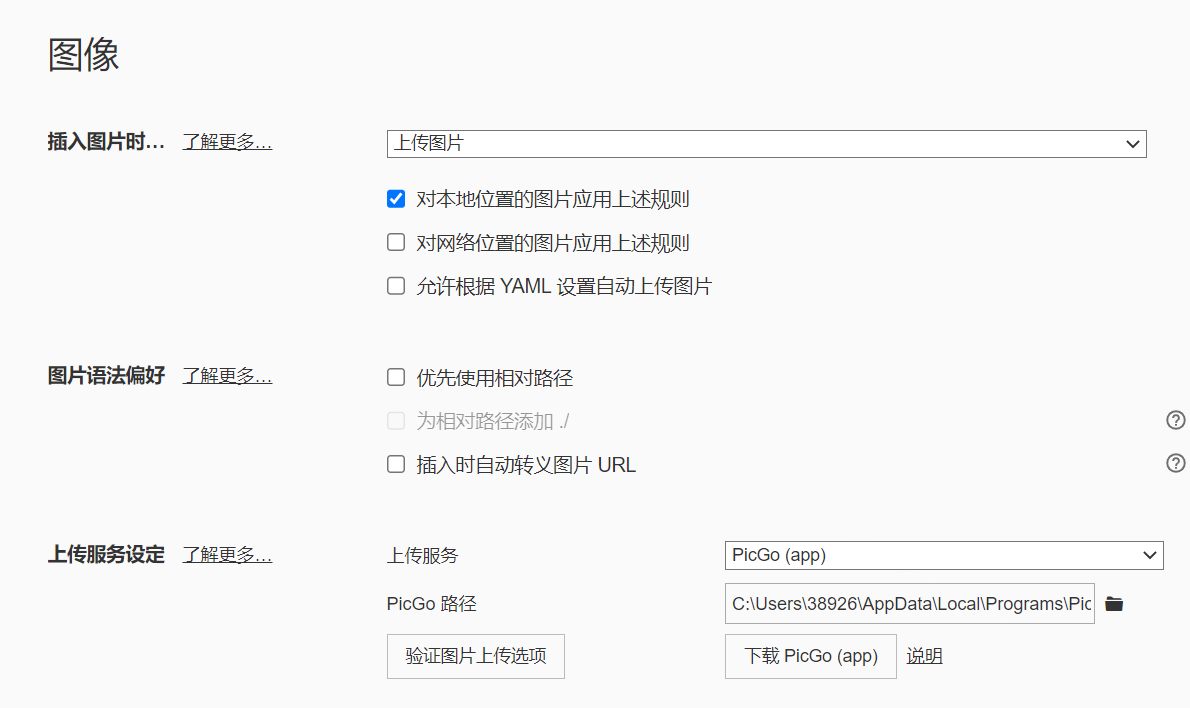 图像
插入图片时... 了解更多... 上传图片
对本地位置的图片应用上述规则
对网络位置的图片应用上述规则
允许根据 YAML 设置自动上传图片
图片语法偏好 了解更多... 优先使用相对路径
为相对路径添加 ./
插入时自动转义图片 URL
上传服务设定 了解更多... 上传服务 PicGo (app)
PicGo 路径 C:\Users\38926\AppData\Local\Programs\Pic
验证图片上传选项 下载 PicGo (app) 说明